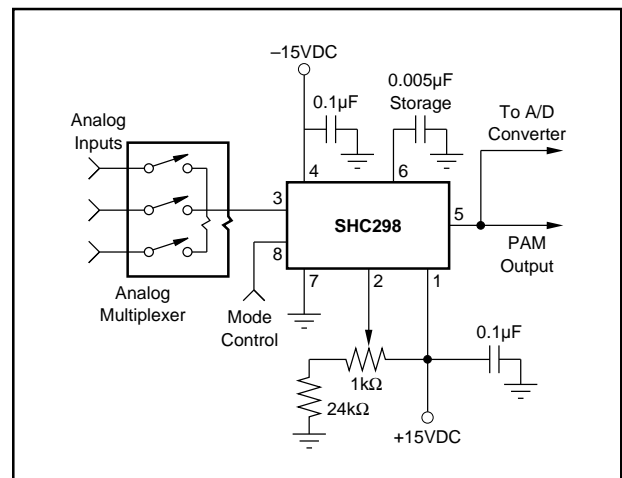 –15VDC
0.1µF
0.005µF
Storage
To A/D
Converter
Analog
Inputs
4
6
3
SHC298
5
8
PAM
Output
7
2
1
Analog
Multiplexer
Mode
Control
0.1µF
1kΩ
24kΩ
+15VDC